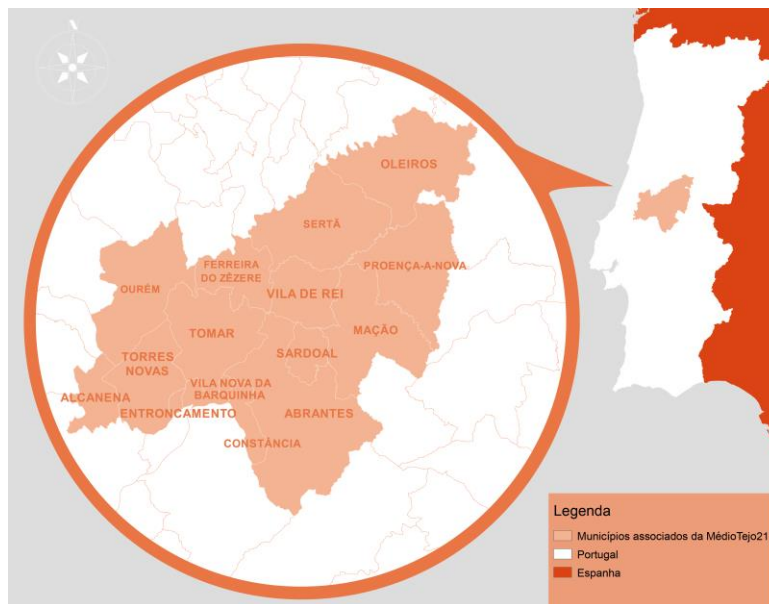 OLEIROS
SERTÃ
FERREIRA
DO ZÊZERE
PROENÇA-A-NOVA
OURÉM
VILA DE REI
TOMAR
MAÇÃO
SARDOAL
TORRES
NOVAS
VILA NOVA DA
BARQUINHA
ALCANENA
ENTRONCAMENTO
ABRANTES
CONSTÂNCIA
Legenda
Municípios associados da MédioTejo21
Portugal
Espanha